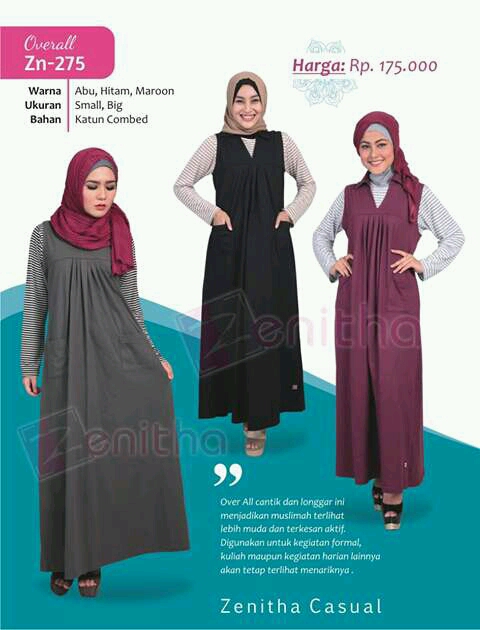 Overall
Zn-275
Warna | Abu, Hitam, Maroon
Ukuran | Small, Big
Bahan | Katun Combed
Harga: Rp. 175.000
Zenitha
Zenitha
”
Over All cantik dan longgar ini
menjadikan muslimah terlihat
lebih muda dan terkesan aktif.
Digunakan untuk kegiatan formal,
kuliah maupun kegiatan harian lainnya
akan tetap terlihat menariknya .
Zenitha Casual